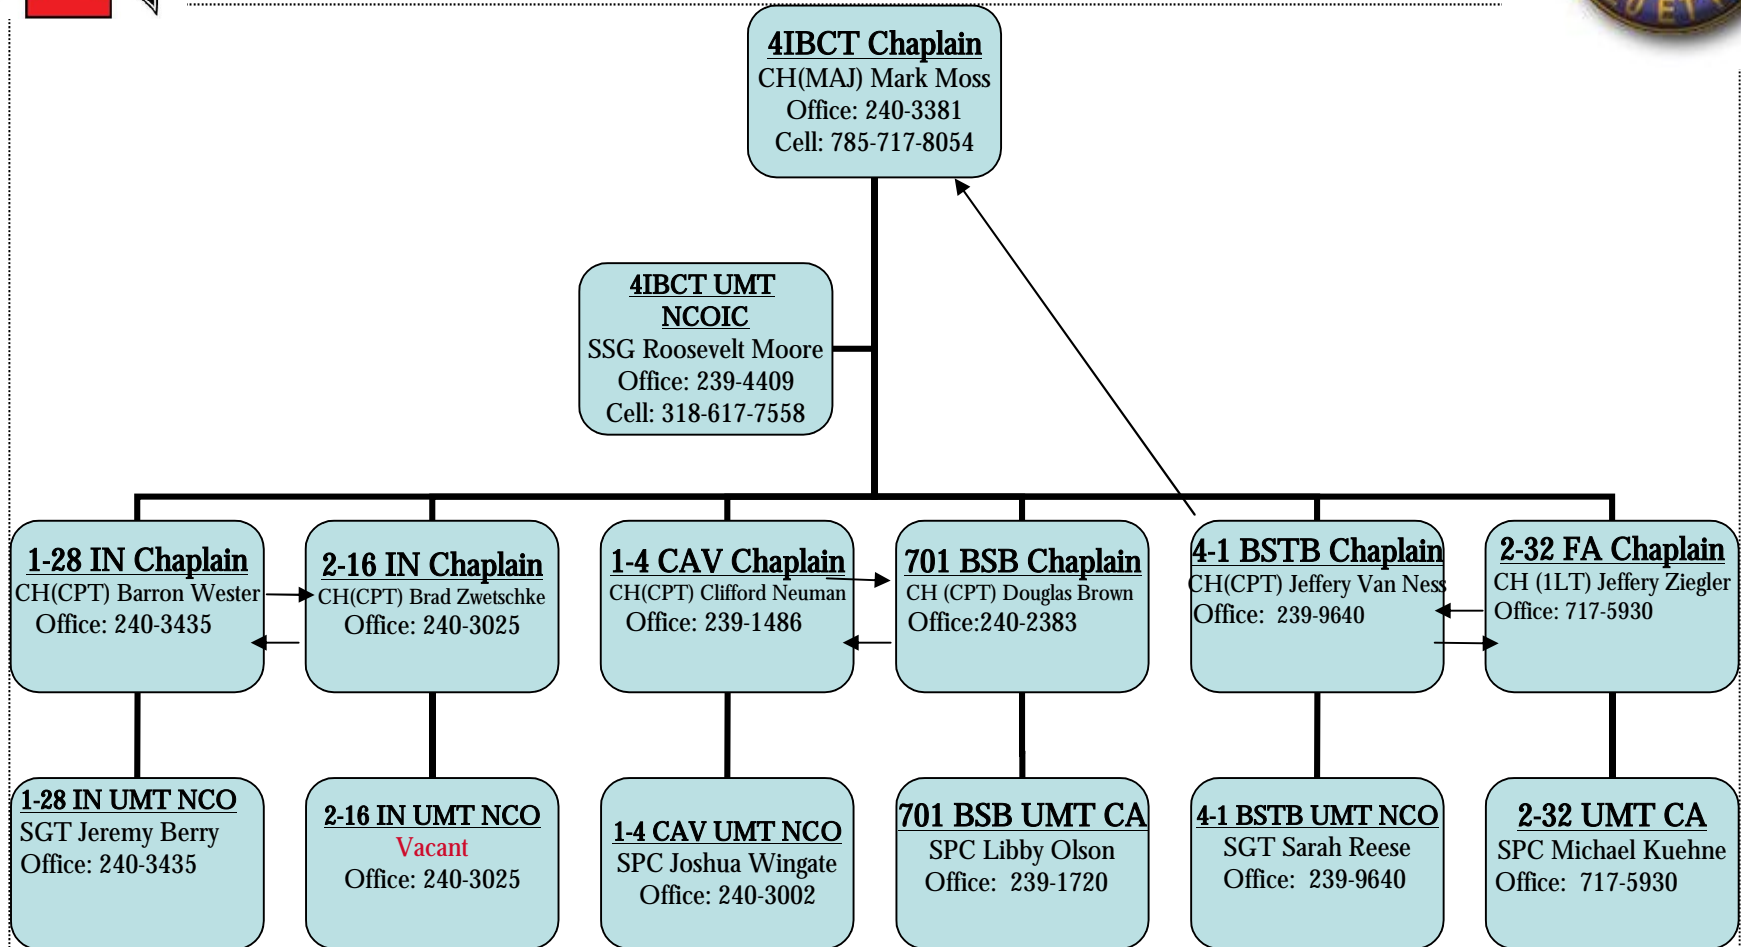 4IBCT Chaplain
CH(MAJ) Mark Moss
Office: 240-3381
Cell: 785-717-8054
4IBCT UMT
NCOIC
SSG Roosevelt Moore
Office: 239-4409
Cell: 318-617-7558
1-28 IN Chaplain
CH(CPT) Barron Wester
Office: 240-3435
2-16 IN Chaplain
CH(CPT) Brad Zwetschke
Office: 240-3025
1-4 CAV Chaplain
CH(CPT) Clifford Neuman
Office: 239-1486
701 BSB Chaplain
CH (CPT) Douglas Brown
Office:240-2383
4-1 BSTB Chaplain
CH(CPT) Jeffery Van Ness
Office: 239-9640
2-32 FA Chaplain
CH (1LT) Jeffery Ziegler
Office: 717-5930
1-28 IN UMT NCO
SGT Jeremy Berry
Office: 240-3435
2-16 IN UMT NCO
Vacant
Office: 240-3025
1-4 CAV UMT NCO
SPC Joshua Wingate
Office: 240-3002
701 BSB UMT CA
SPC Libby Olson
Office: 239-1720
4-1 BSTB UMT NCO
SGT Sarah Reese
Office: 239-9640
2-32 UMT CA
SPC Michael Kuehne
Office: 717-5930